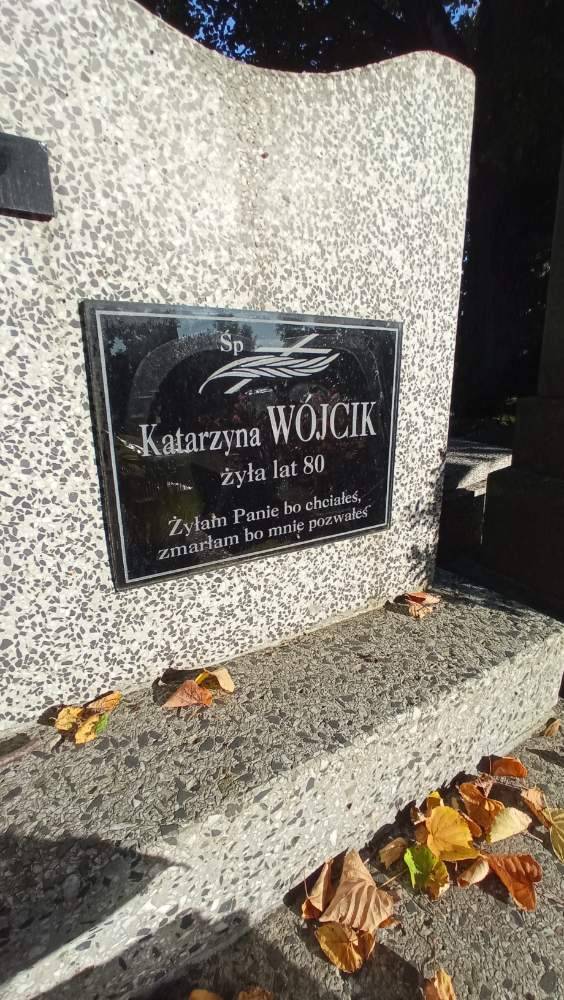 Śp
Katarzyna WÓJCIK
żyła lat 80
Żyłam Panie bo chciałeś,
zmarłam bo mnie pozwałeś